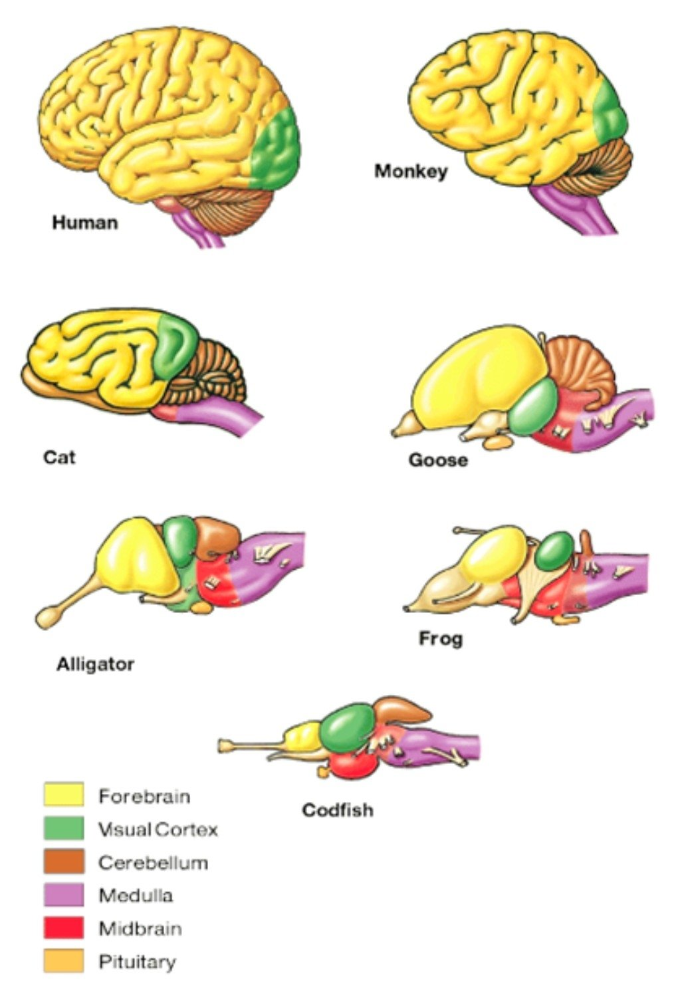 Human
Monkey
Cat
Goose
Alligator
Frog
Codfish
Forebrain
Visual Cortex
Cerebellum
Medulla
Midbrain
Pituitary